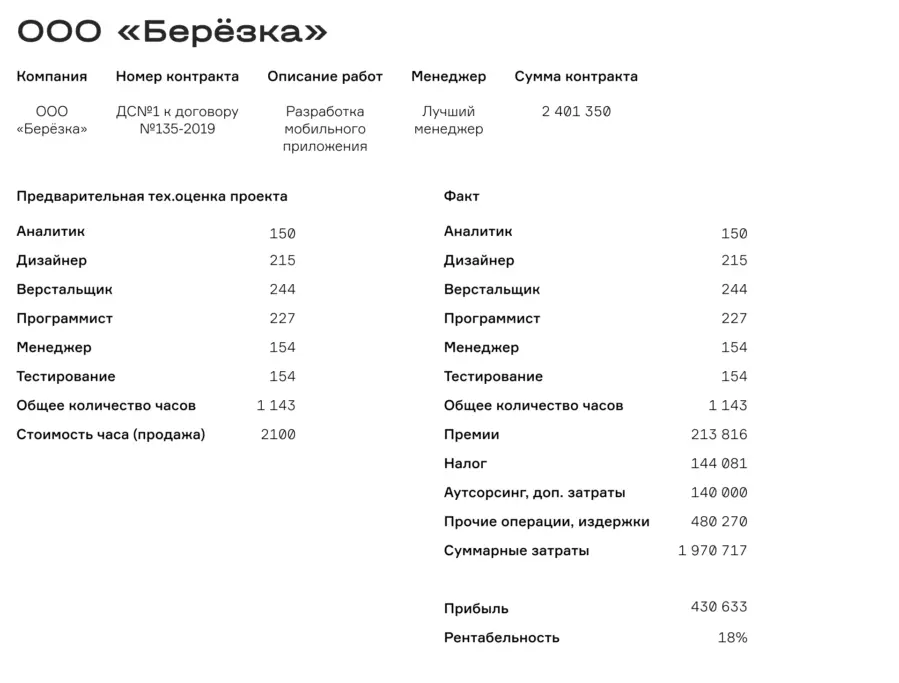 ООО «Берёзка»
Компания Номер контракта Описание работ Менеджер Сумма контракта
ООО «Берёзка» ДС№1 к договору №135-2019 Разработка мобильного приложения Лучший менеджер 2 401 350
Предварительная тех.оценка проекта
Аналитик 150
Дизайнер 215
Верстальщик 244
Программист 227
Менеджер 154
Тестирование 154
Общее количество часов 1 143
Стоимость часа (продажа) 2100
Факт
Аналитик 150
Дизайнер 215
Верстальщик 244
Программист 227
Менеджер 154
Тестирование 154
Общее количество часов 1 143
Премии 213 816
Налог 144 081
Аутсорсинг, доп. затраты 140 000
Прочие операции, издержки 480 270
Суммарные затраты 1 970 717
Прибыль 430 633
Рентабельность 18%